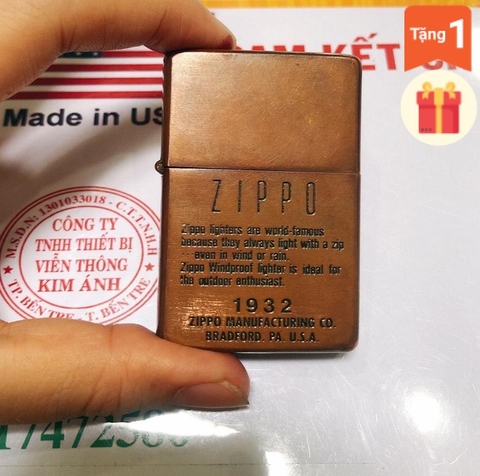 Tặng 1
KẾT
Made in US
M.S.D.N: 1301033018 - C.T.T.N.H.H
CÔNG TY
TNHH THIẾT BỊ
VIỄN THÔNG
KIM ÁNH
TP. BẾN TRE - T. BẾN TRE
ZIPPO
Zippo lighters are world-famous
because they always light with a zip
... even in wind or rain.
Zippo Windproof lighter is ideal for
the outdoor enthusiast.
1932
ZIPPO MANUFACTURING CO.
BRADFORD. PA. U.S.A.